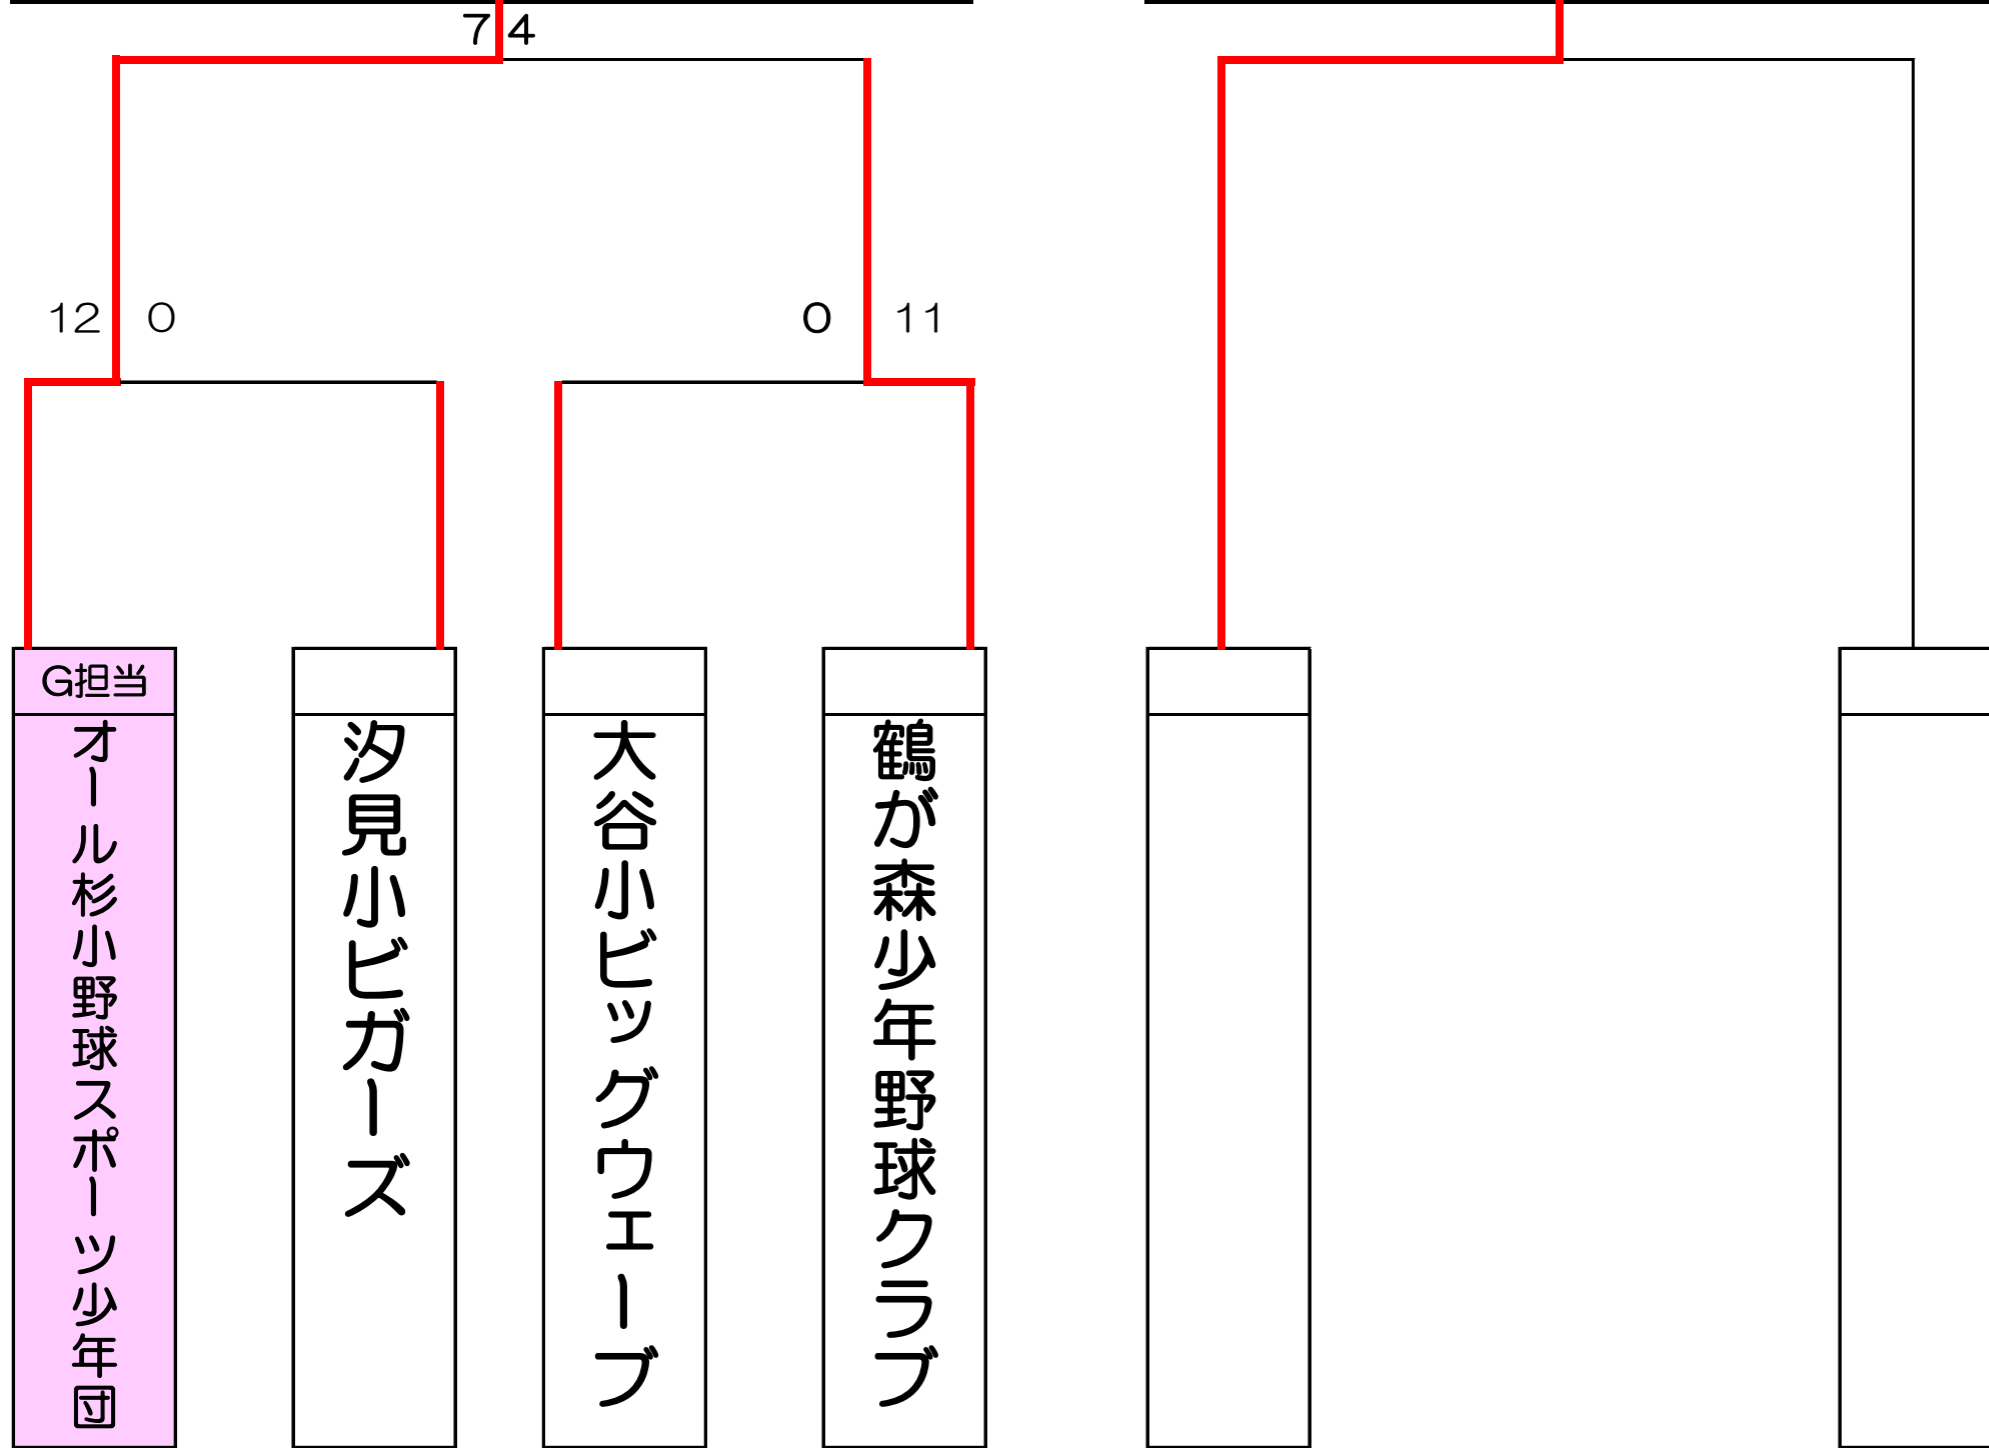 7 4
12 0
0 11
G担当
オール杉小野球スポーツ少年団
汐見小ビガーズ
大谷小ビッグウェーブ
鶴が森少年野球クラブ